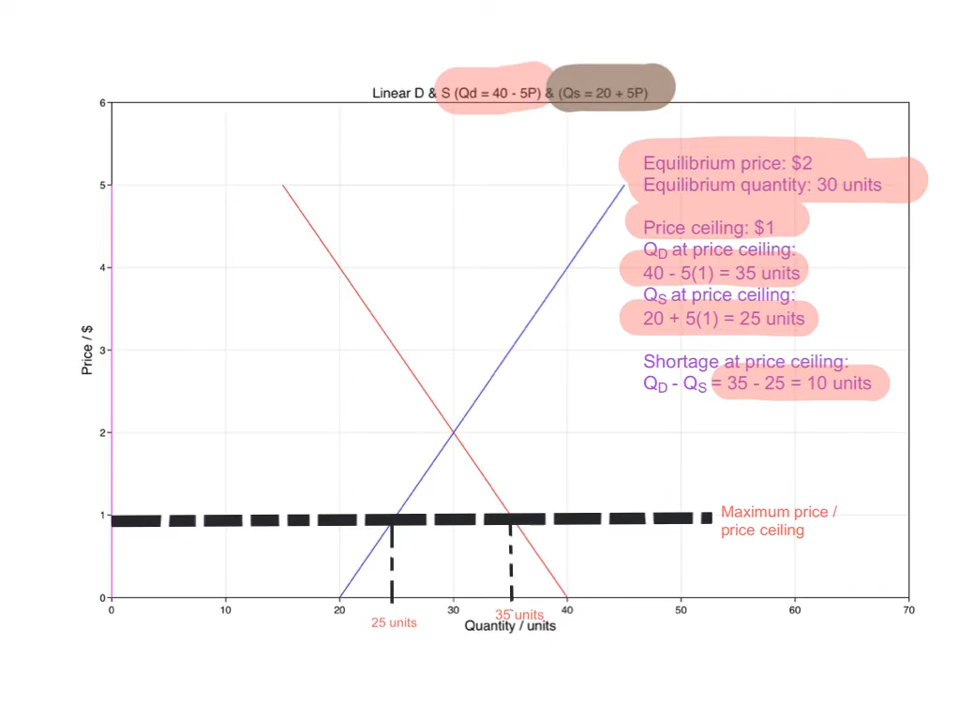 Linear D & S (Qd = 40 - 5P) & (Qs = 20 + 5P)
Equilibrium price: $2
Equilibrium quantity: 30 units
Price ceiling: $1
QD at price ceiling:
40 - 5(1) = 35 units
QS at price ceiling:
20 + 5(1) = 25 units
Shortage at price ceiling:
QD - QS = 35 - 25 = 10 units
Price / $
6
5
4
3
2
1
0
Maximum price /
price ceiling
0 10 20 30 40 50 60 70
25 units
35 units
Quantity / units